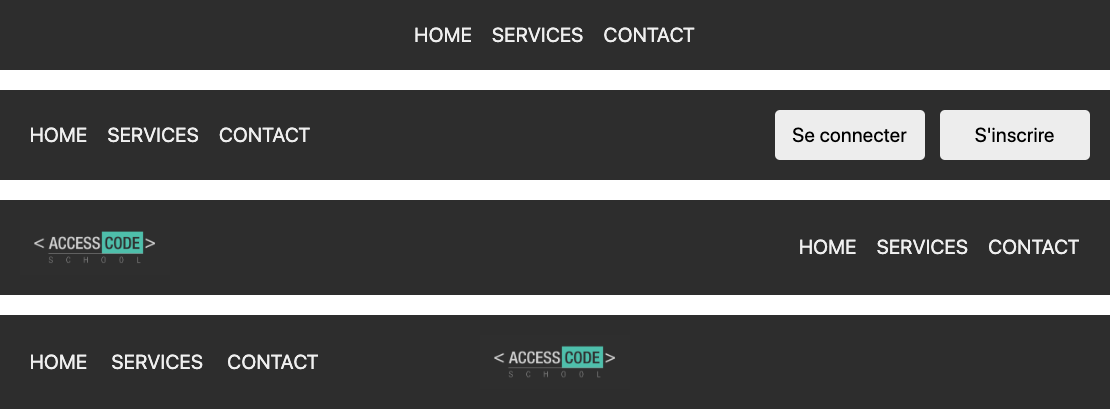 HOME SERVICES CONTACT
HOME SERVICES CONTACT Se connecter S'inscrire
< ACCESS CODE > HOME SERVICES CONTACT
SCHOOL
HOME SERVICES CONTACT < ACCESS CODE >
SCHOOL